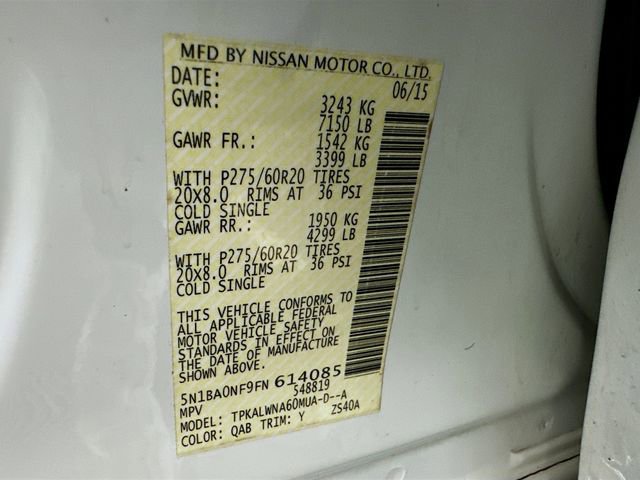 MFD BY NISSAN MOTOR CO., LTD.
DATE: 06/15
GVWR: 3243 KG
7150 LB
GAWR FR.: 1542 KG
3399 LB
WITH P275/60R20 TIRES
20X8.0 RIMS AT 36 PSI
COLD SINGLE
GAWR RR.: 1950 KG
4299 LB
WITH P275/60R20 TIRES
20X8.0 RIMS AT 36 PSI
COLD SINGLE
THIS VEHICLE CONFORMS TO
ALL APPLICABLE FEDERAL
MOTOR VEHICLE SAFETY
STANDARDS IN EFFECT ON
THE DATE OF MANUFACTURE
SHOWN ABOVE.
5N1BA0NF9FN 614085
MPV 548819
MODEL: TPKALWNA60MUA-D--A
COLOR: QAB TRIM: Y ZS40A